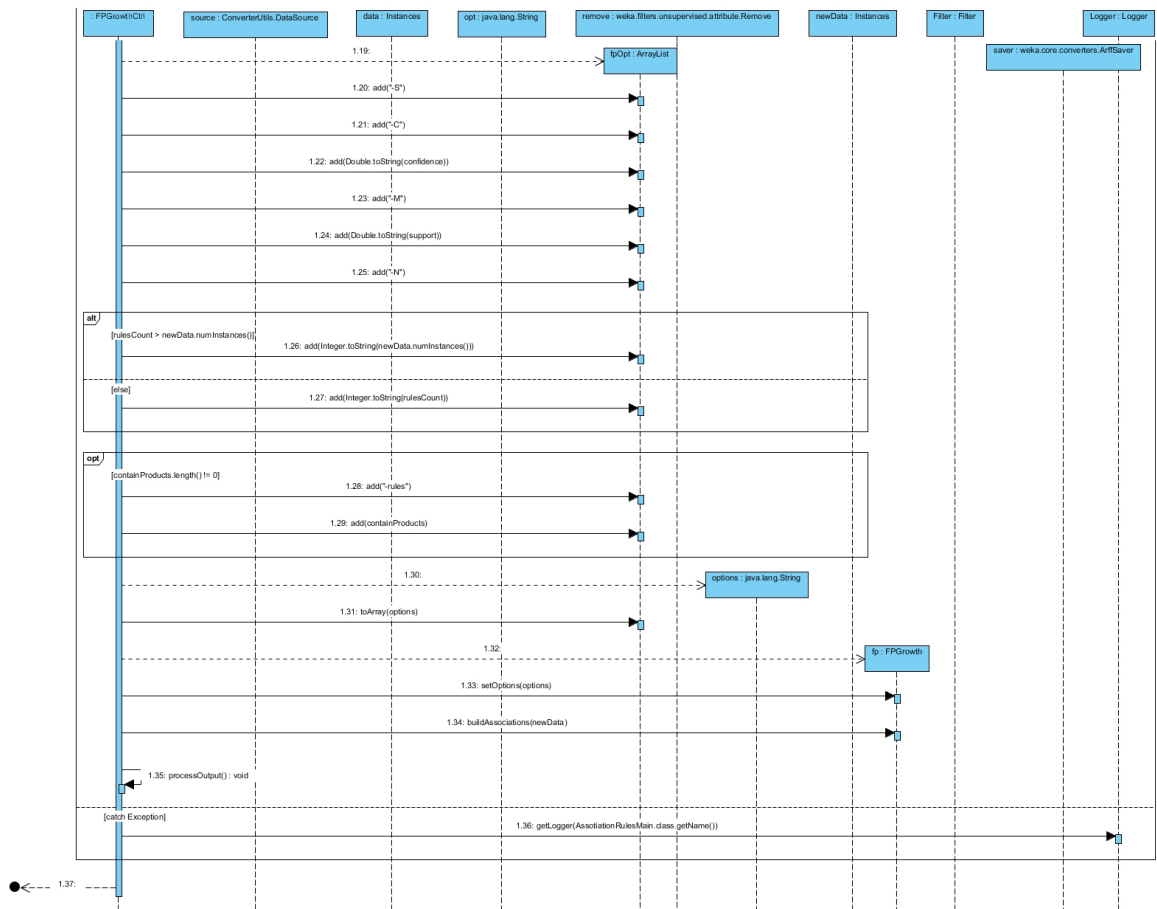 : FPGrowthCtrl
source : ConverterUtils.DataSource
data : Instances
opt : java.lang.String
remove : weka.filters.unsupervised.attribute.Remove
newData : Instances
Filter : Filter
Logger : Logger
saver : weka.core.converters.ArffSaver
1.19:
fpOpt : ArrayList
1.20: add("-S")
1.21: add("-C")
1.22: add(Double.toString(confidence))
1.23: add("-M")
1.24: add(Double.toString(support))
1.25: add("-N")
alt
[rulesCount > newData.numInstances()]
1.26: add(Integer.toString(newData.numInstances()))
[else]
1.27: add(Integer.toString(rulesCount))
opt
[containProducts.length() != 0]
1.28: add("-rules")
1.29: add(containProducts)
1.30:
options : java.lang.String
1.31: toArray(options)
1.32:
fp : FPGrowth
1.33: setOptions(options)
1.34: buildAssociations(newData)
1.35: processOutput() : void
[catch Exception]
1.36: getLogger(AssotiationRulesMain.class.getName())
1.37: